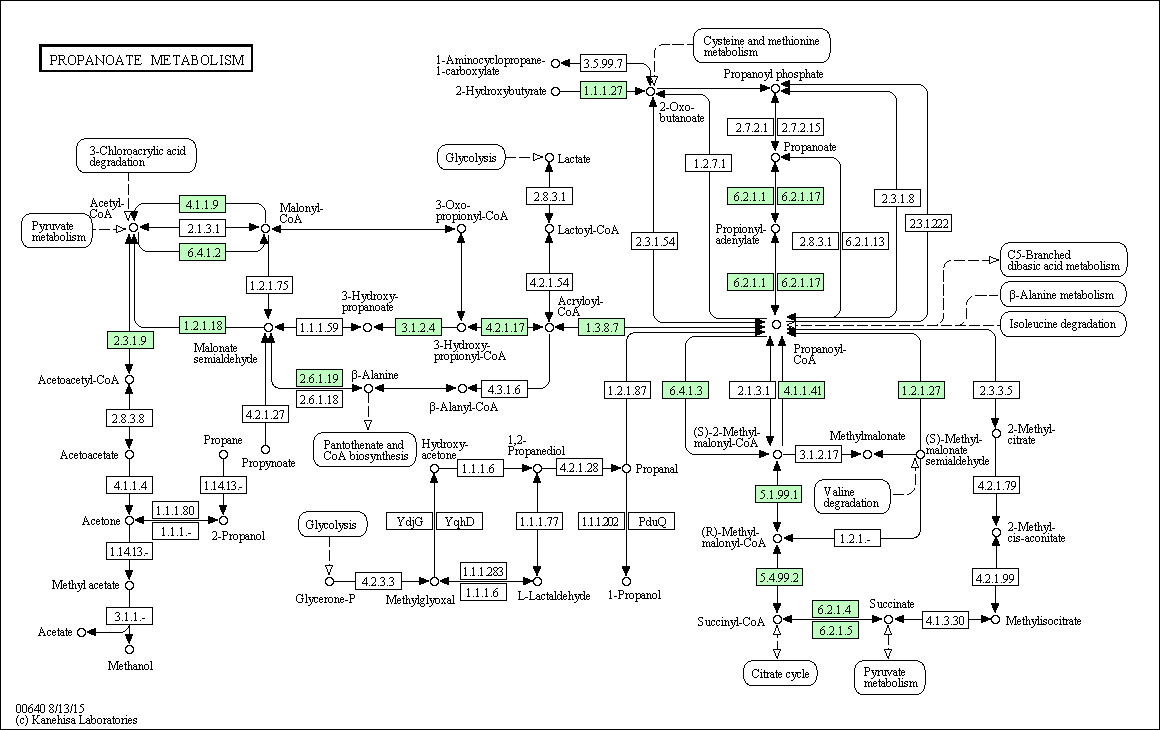 PROPANOATE METABOLISM
Cysteine and methionine
metabolism
1-Aminocyclopropane-
1-carboxylate
3.5.99.7
Propanoyl phosphate
2-Hydroxybutyrate
1.1.1.27
2-Oxo-
butanoate
2.7.2.1
2.7.2.15
3-Chloroacrylic acid
degradation
Glycolysis
Lactate
1.2.7.1
Propanoate
2.8.3.1
6.2.1.1
6.2.1.17
2.3.1.8
Acetyl-
CoA
4.1.1.9
Malonyl-
CoA
3-Oxo-
propionyl-CoA
2.3.1.222
Pyruvate
metabolism
2.1.3.1
Lactoyl-CoA
Propionyl-
adenylate
2.3.1.54
2.8.3.1
6.2.1.13
6.4.1.2
C5-Branched
dibasic acid metabolism
1.2.1.75
4.2.1.54
6.2.1.1
6.2.1.17
β-Alanine metabolism
3-Hydroxy-
propanoate
Acryloyl-
CoA
1.2.1.18
1.1.1.59
3.1.2.4
4.2.1.17
1.3.8.7
Isoleucine degradation
2.3.1.9
Malonate
semialdehyde
3-Hydroxy-
propionyl-CoA
Propanoyl-
CoA
Acetoacetyl-CoA
2.6.1.19
2.6.1.18
β-Alanine
4.3.1.6
1.2.1.87
6.4.1.3
2.1.3.1
4.1.1.41
1.2.1.27
2.3.3.5
β-Alanyl-CoA
2.8.3.8
4.2.1.27
Pantothenate and
CoA biosynthesis
Hydroxy-
acetone
1,2-
Propanediol
(S)-2-Methyl-
malonyl-CoA
Methylmalonate
(S)-Methyl-
malonate
semialdehyde
2-Methyl-
citrate
Propane
Acetoacetate
Propynoate
1.1.1.6
4.2.1.28
Propanal
3.1.2.17
4.1.1.4
1.14.13.-
5.1.99.1
Valine
degradation
4.2.1.79
1.1.1.80
Acetone
1.1.1.-
2-Propanol
Glycolysis
YdjG
YqhD
1.1.1.77
1.1.1.202
PduQ
(R)-Methyl-
malonyl-CoA
1.2.1.-
2-Methyl-
cis-aconitate
1.14.13.-
Methyl acetate
4.2.3.3
1.1.1.283
1.1.1.6
5.4.99.2
4.2.1.99
Glycerone-P
Methylglyoxal
L-Lactaldehyde
1-Propanol
3.1.1.-
6.2.1.4
6.2.1.5
Succinate
4.1.3.30
Succinyl-CoA
Methylisocitrate
Acetate
Methanol
Citrate cycle
Pyruvate
metabolism
00640 8/13/15
(c) Kanehisa Laboratories